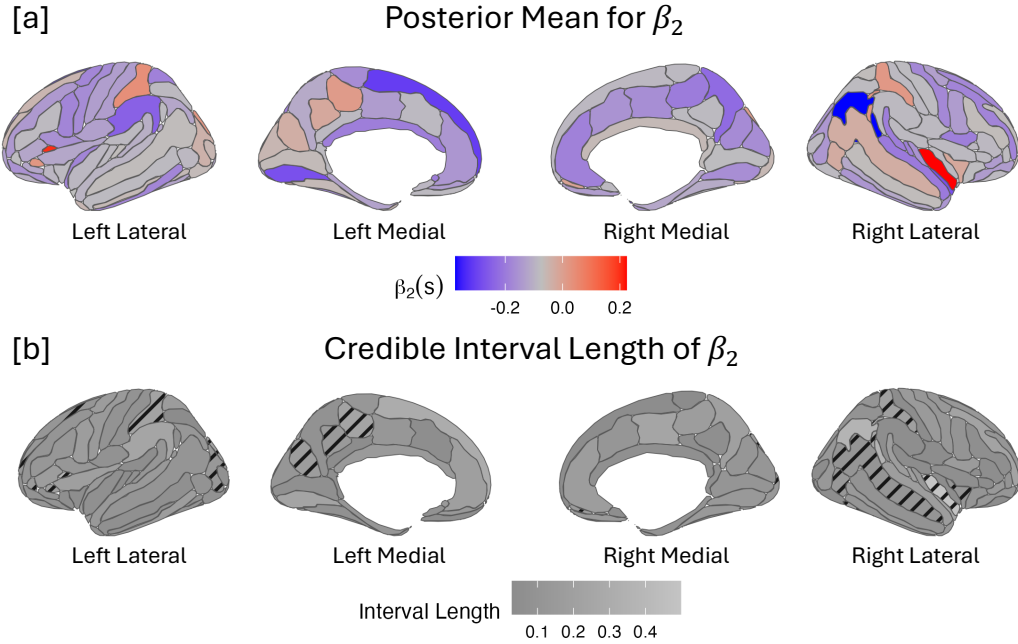 [a] Posterior Mean for β₂
Left Lateral Left Medial Right Medial Right Lateral
β₂(s)
-0.2 0.0 0.2
[b] Credible Interval Length of β₂
Left Lateral Left Medial Right Medial Right Lateral
Interval Length
0.1 0.2 0.3 0.4